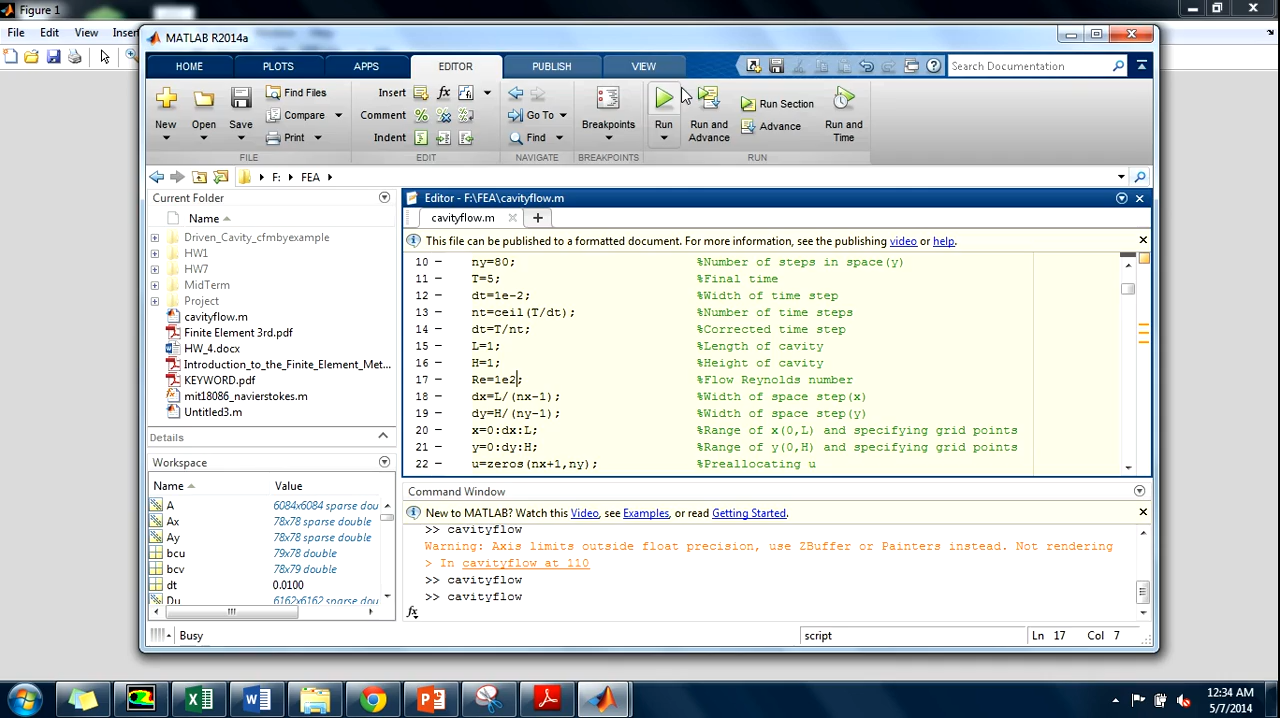 Figure 1
File Edit View Inser
MATLAB R2014a
HOME PLOTS APPS EDITOR PUBLISH VIEW
Search Documentation
New Open Save
Find Files
Compare
Print
FILE
Insert
Comment
Indent
EDIT
Go To
Find
NAVIGATE
Breakpoints
BREAKPOINTS
Run
Run and Advance
Run Section
Advance
Run and Time
RUN
F: FEA
Current Folder
Name
Driven_Cavity_cfmbyexample
HW1
HW7
MidTerm
Project
cavityflow.m
Finite Element 3rd.pdf
HW_4.docx
Introduction_to_the_Finite_Element_Met...
KEYWORD.pdf
mit18086_navierstokes.m
Untitled3.m
Details
Workspace
Name Value
A 6084x6084 sparse dou
Ax 78x78 sparse double
Ay 78x78 sparse double
bcu 79x78 double
bcv 78x79 double
dt 0.0100
Du 6162x6162 sparse dou
Editor - F:\FEA\cavityflow.m
cavityflow.m
This file can be published to a formatted document. For more information, see the publishing video or help.
10 – ny=80; %Number of steps in space(y)
11 – T=5; %Final time
12 – dt=1e-2; %Width of time step
13 – nt=ceil(T/dt); %Number of time steps
14 – dt=T/nt; %Corrected time step
15 – L=1; %Length of cavity
16 – H=1; %Height of cavity
17 – Re=1e2; %Flow Reynolds number
18 – dx=L/(nx-1); %Width of space step(x)
19 – dy=H/(ny-1); %Width of space step(y)
20 – x=0:dx:L; %Range of x(0,L) and specifying grid points
21 – y=0:dy:H; %Range of y(0,H) and specifying grid points
22 – u=zeros(nx+1,ny); %Preallocating u
Command Window
New to MATLAB? Watch this Video, see Examples, or read Getting Started.
>> cavityflow
Warning: Axis limits outside float precision, use ZBuffer or Painters instead. Not rendering
> In cavityflow at 110
>> cavityflow
>> cavityflow
fx
Busy
script
Ln 17 Col 7
12:34 AM
5/7/2014